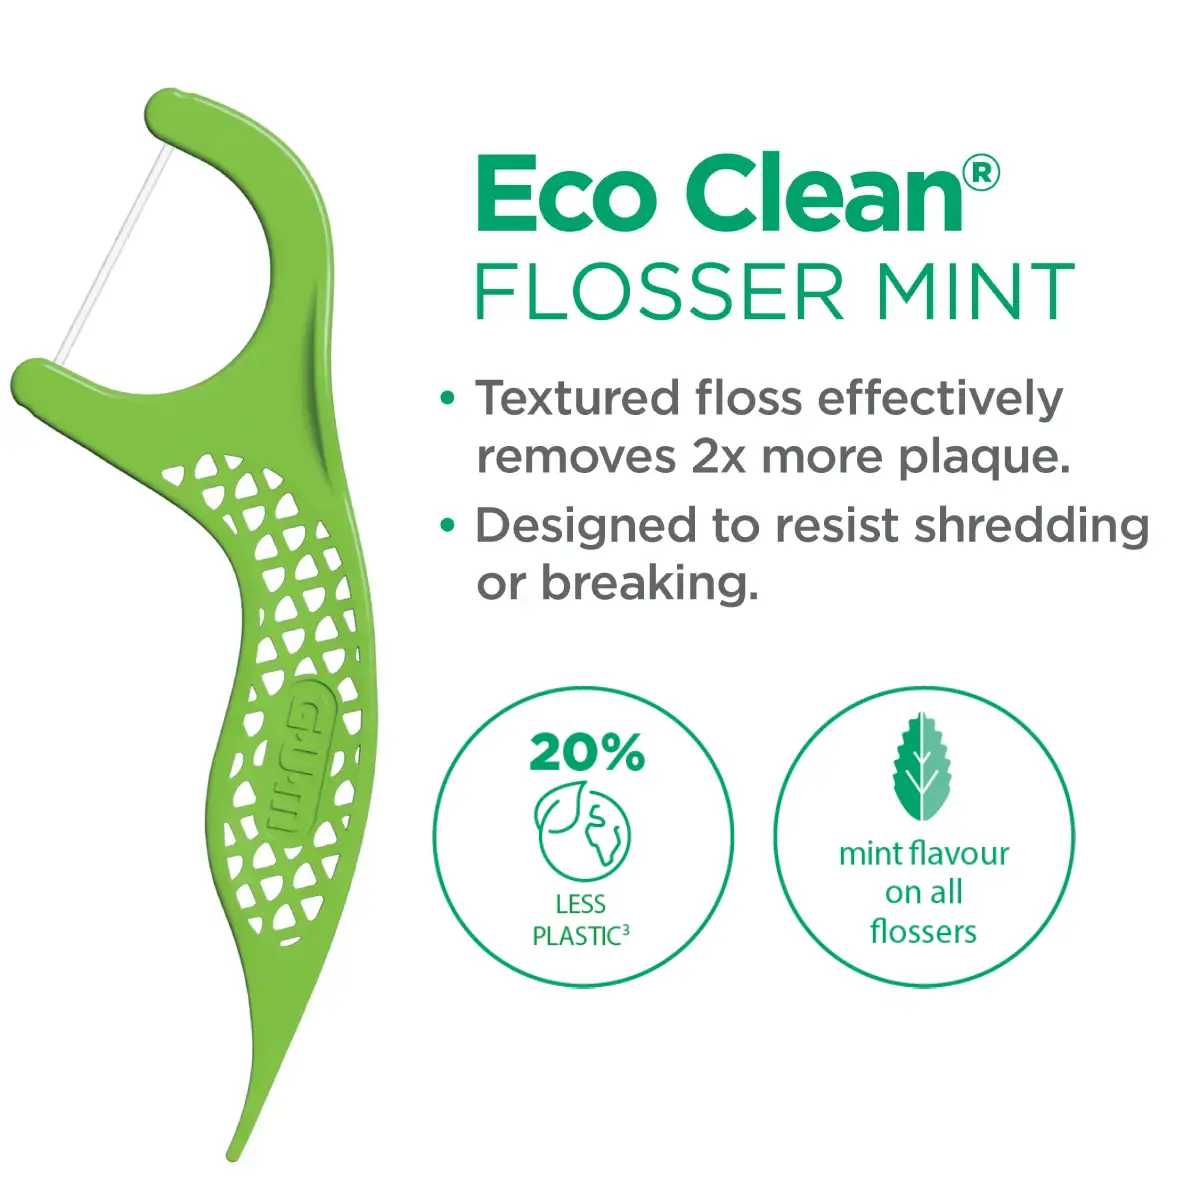 Eco Clean®
FLOSSER MINT
• Textured floss effectively
removes 2x more plaque.
• Designed to resist shredding
or breaking.
G·U·M
20%
LESS
PLASTIC³
mint flavour
on all
flossers